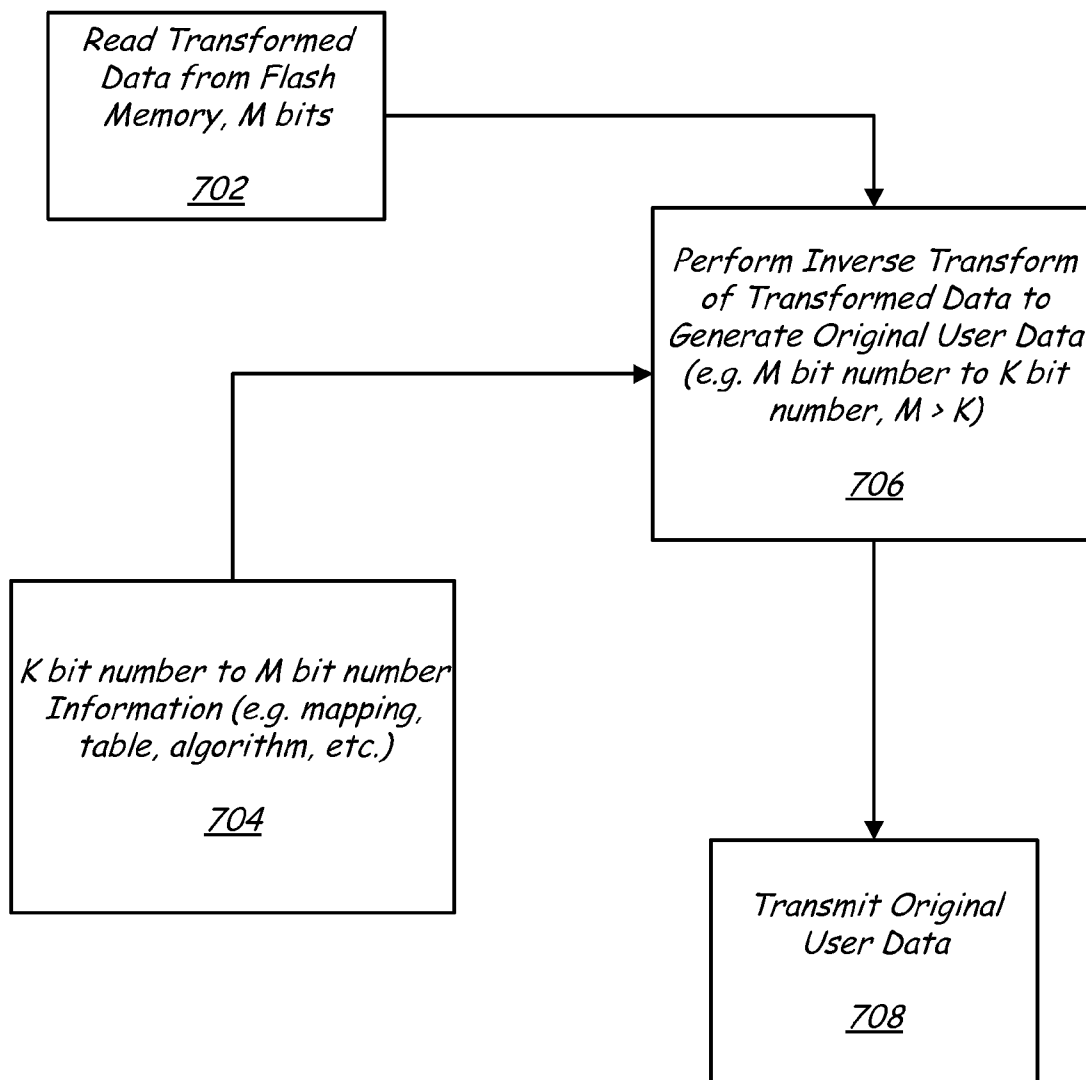 Read Transformed
Data from Flash
Memory, M bits
702
Perform Inverse Transform
of Transformed Data to
Generate Original User Data
(e.g. M bit number to K bit
number, M > K)
706
K bit number to M bit number
Information (e.g. mapping,
table, algorithm, etc.)
704
Transmit Original
User Data
708